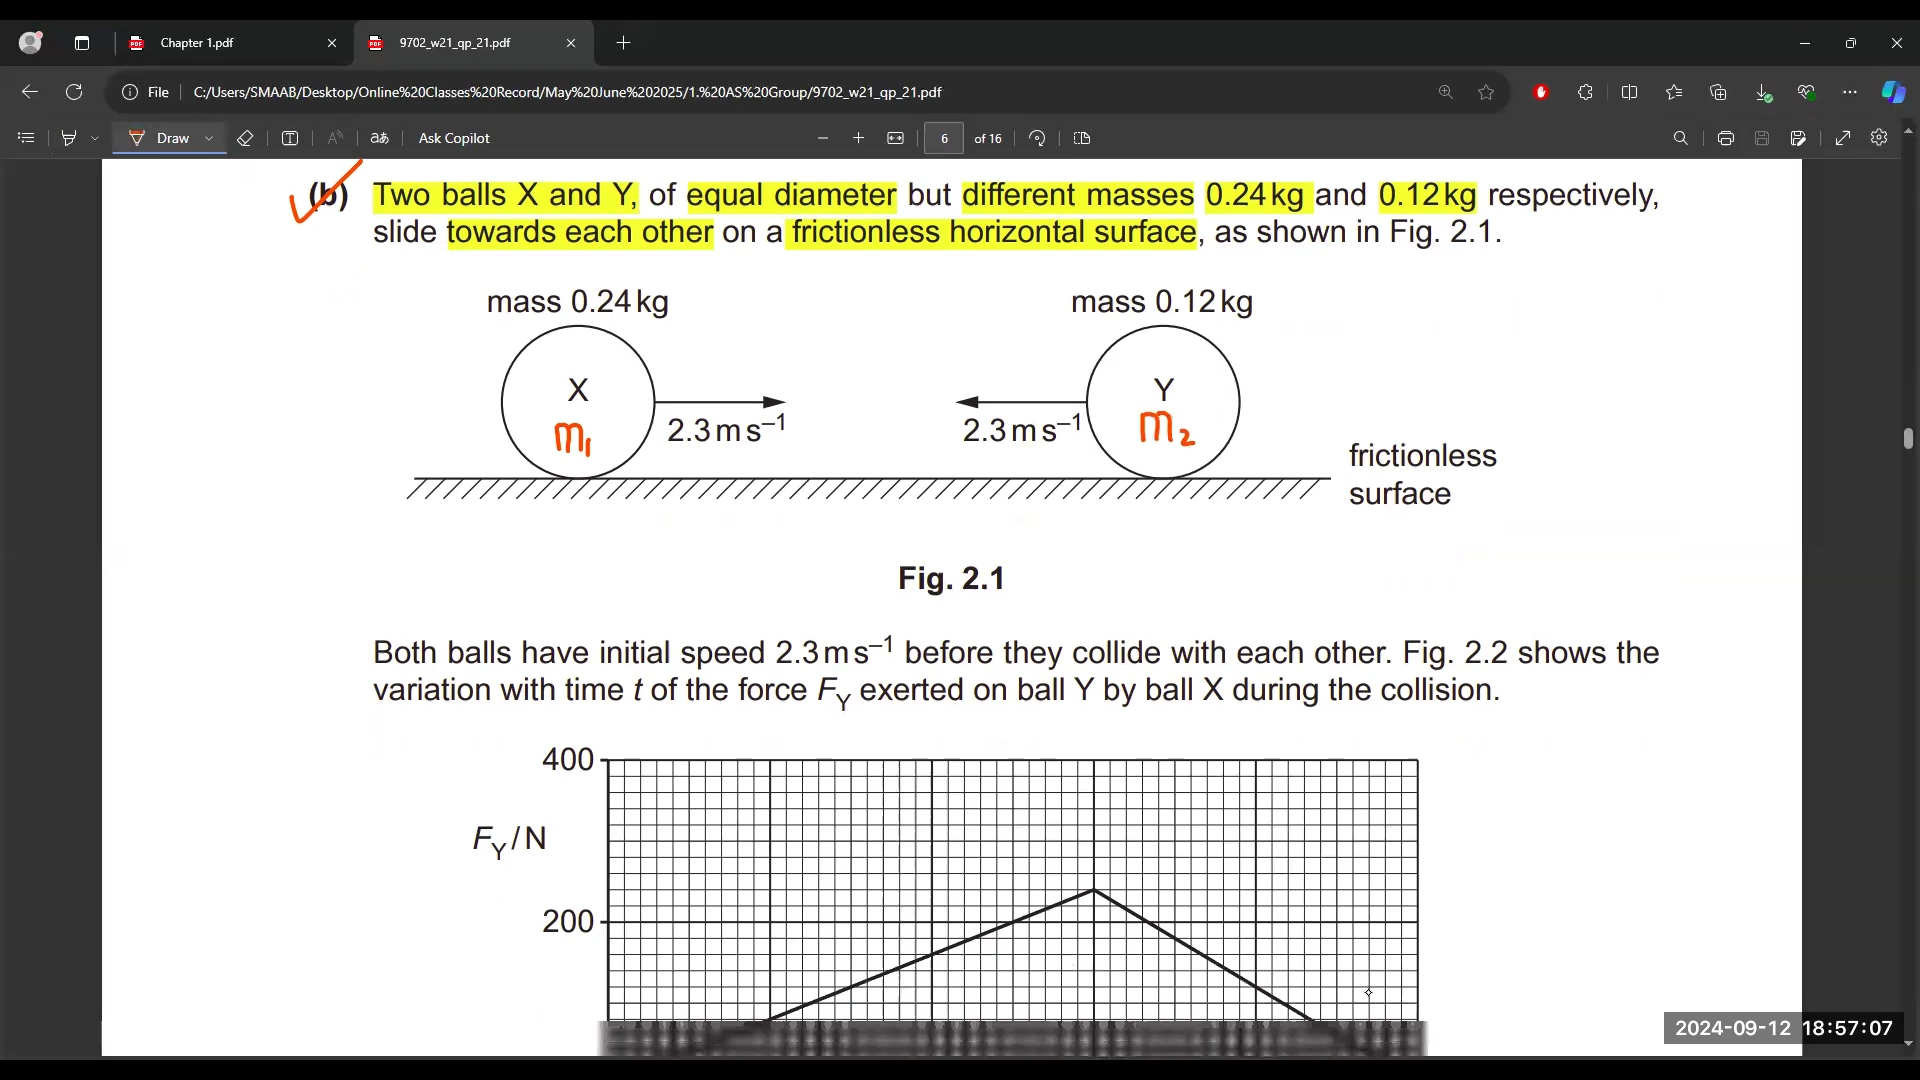 Chapter 1.pdf
9702_w21_qp_21.pdf
File C:/Users/SMAAB/Desktop/Online%20Classes%20Record/May%20June%202025/1.%20AS%20Group/9702_w21_qp_21.pdf
Draw Ask Copilot 6 of 16
(b) Two balls X and Y, of equal diameter but different masses 0.24 kg and 0.12 kg respectively,
slide towards each other on a frictionless horizontal surface, as shown in Fig. 2.1.
mass 0.24 kg mass 0.12 kg
X Y
m₁ 2.3 m s⁻¹ 2.3 m s⁻¹ m₂
frictionless
surface
Fig. 2.1
Both balls have initial speed 2.3 m s⁻¹ before they collide with each other. Fig. 2.2 shows the
variation with time t of the force F_Y exerted on ball Y by ball X during the collision.
400
F_Y / N
200
2024-09-12 18:57:07